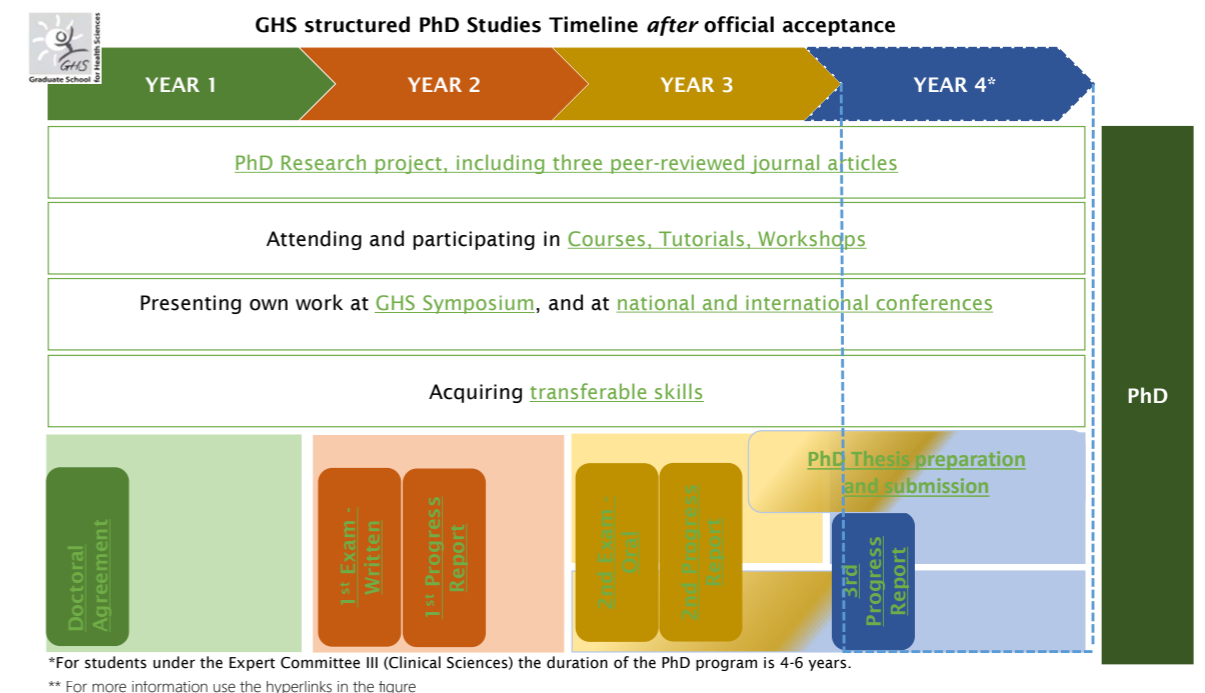 GHS structured PhD Studies Timeline after official acceptance
GHS
Graduate School
for Health Sciences
YEAR 1
YEAR 2
YEAR 3
YEAR 4*
PhD Research project, including three peer-reviewed journal articles
Attending and participating in Courses, Tutorials, Workshops
Presenting own work at GHS Symposium, and at national and international conferences
Acquiring transferable skills
PhD
Doctoral
Agreement
1st Exam -
Written
1st Progress
Report
2nd Exam -
Oral
2nd Progress
Report
PhD Thesis preparation
and submission
3rd
Progress
Report
*For students under the Expert Committee III (Clinical Sciences) the duration of the PhD program is 4-6 years.
** For more information use the hyperlinks in the figure